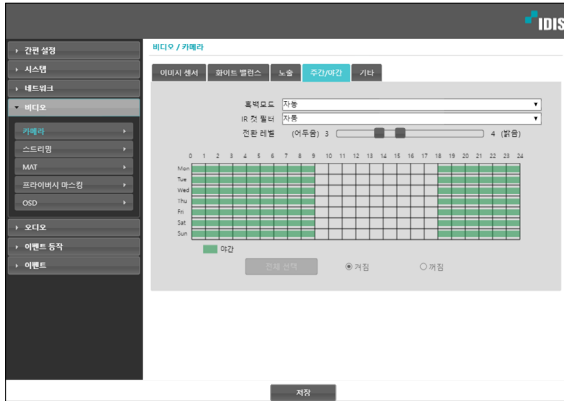 IDIS
비디오 / 카메라
간편 설정
시스템
네트워크
비디오
카메라
스트리밍
MAT
프라이버시 마스킹
OSD
오디오
이벤트 동작
이벤트
이미지 센서 화이트 밸런스 노출 주간/야간 기타
흑백모드 자동
IR 컷 필터 자동
전환 레벨 (어두움) 3 4 (밝음)
0 1 2 3 4 5 6 7 8 9 10 11 12 13 14 15 16 17 18 19 20 21 22 23 24
Mon
Tue
Wed
Thu
Fri
Sat
Sun
야간
전체 선택 켜짐 꺼짐
저장